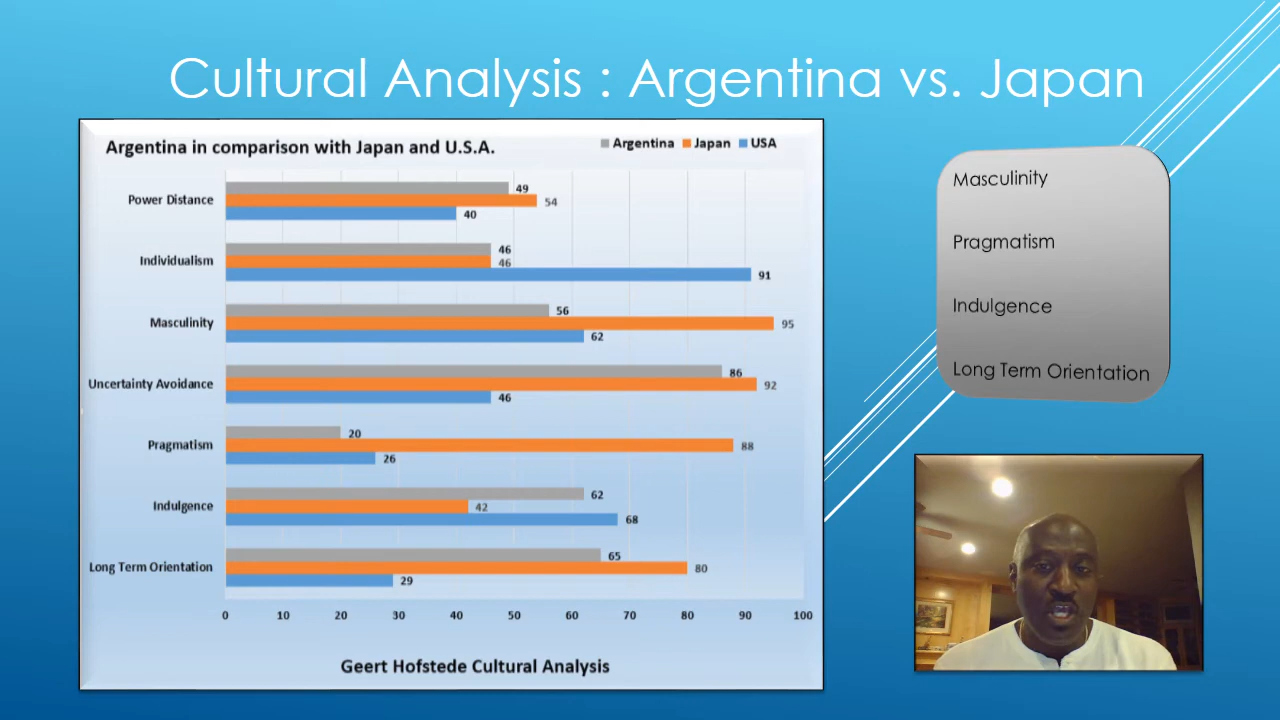 Cultural Analysis : Argentina vs. Japan
Argentina in comparison with Japan and U.S.A.
Argentina Japan USA
Power Distance
49
54
40
Individualism
46
46
91
Masculinity
56
95
62
Uncertainty Avoidance
86
92
46
Pragmatism
20
88
26
Indulgence
62
42
68
Long Term Orientation
65
80
29
0 10 20 30 40 50 60 70 80 90 100
Geert Hofstede Cultural Analysis
Masculinity
Pragmatism
Indulgence
Long Term Orientation